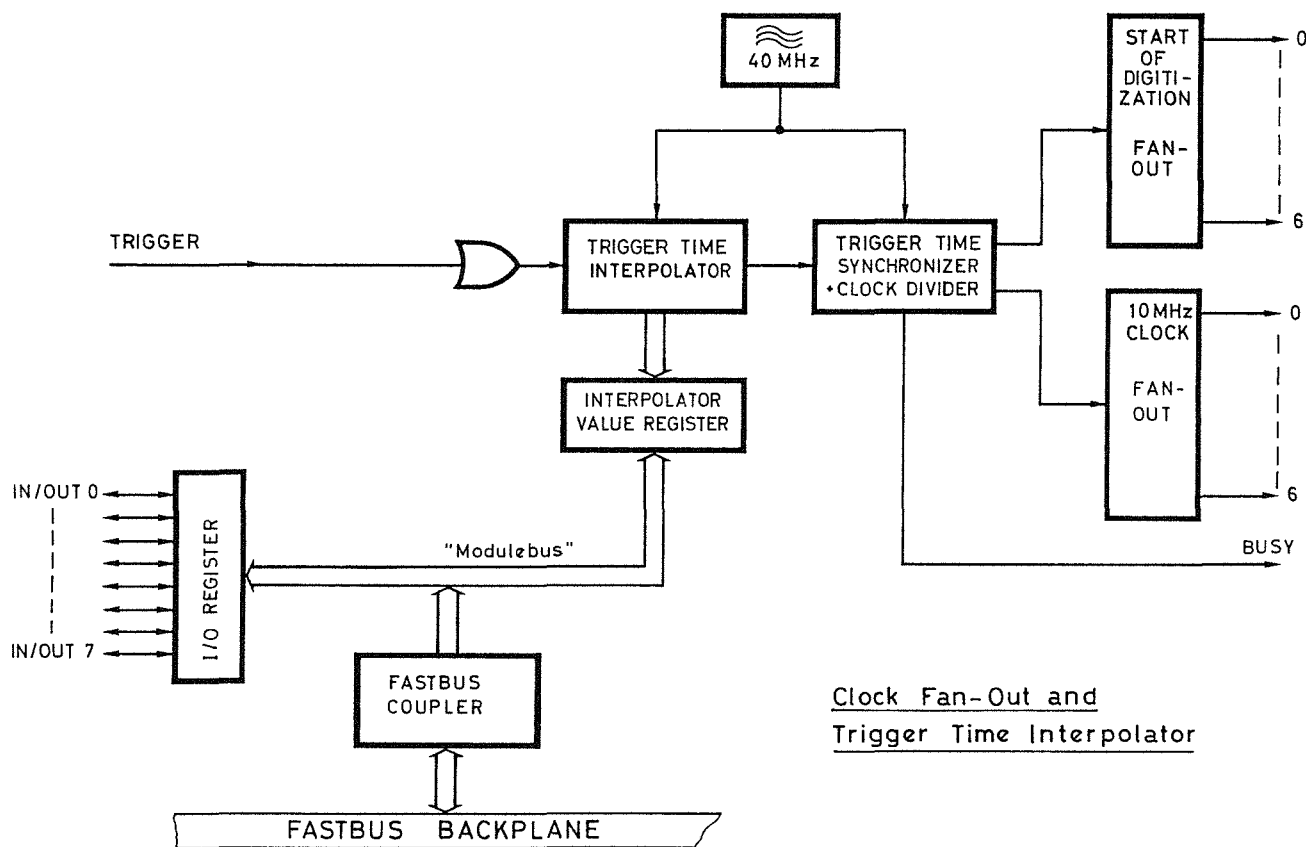 40 MHz
START
OF
DIGITI-
ZATION
FAN-
OUT
0
6
TRIGGER
TRIGGER TIME
INTERPOLATOR
TRIGGER TIME
SYNCHRONIZER
+CLOCK DIVIDER
10 MHz
CLOCK
FAN-
OUT
0
6
INTERPOLATOR
VALUE REGISTER
IN/OUT 0
IN/OUT 7
I/O REGISTER
"Modulebus"
BUSY
FASTBUS
COUPLER
Clock Fan-Out and
Trigger Time Interpolator
FASTBUS BACKPLANE